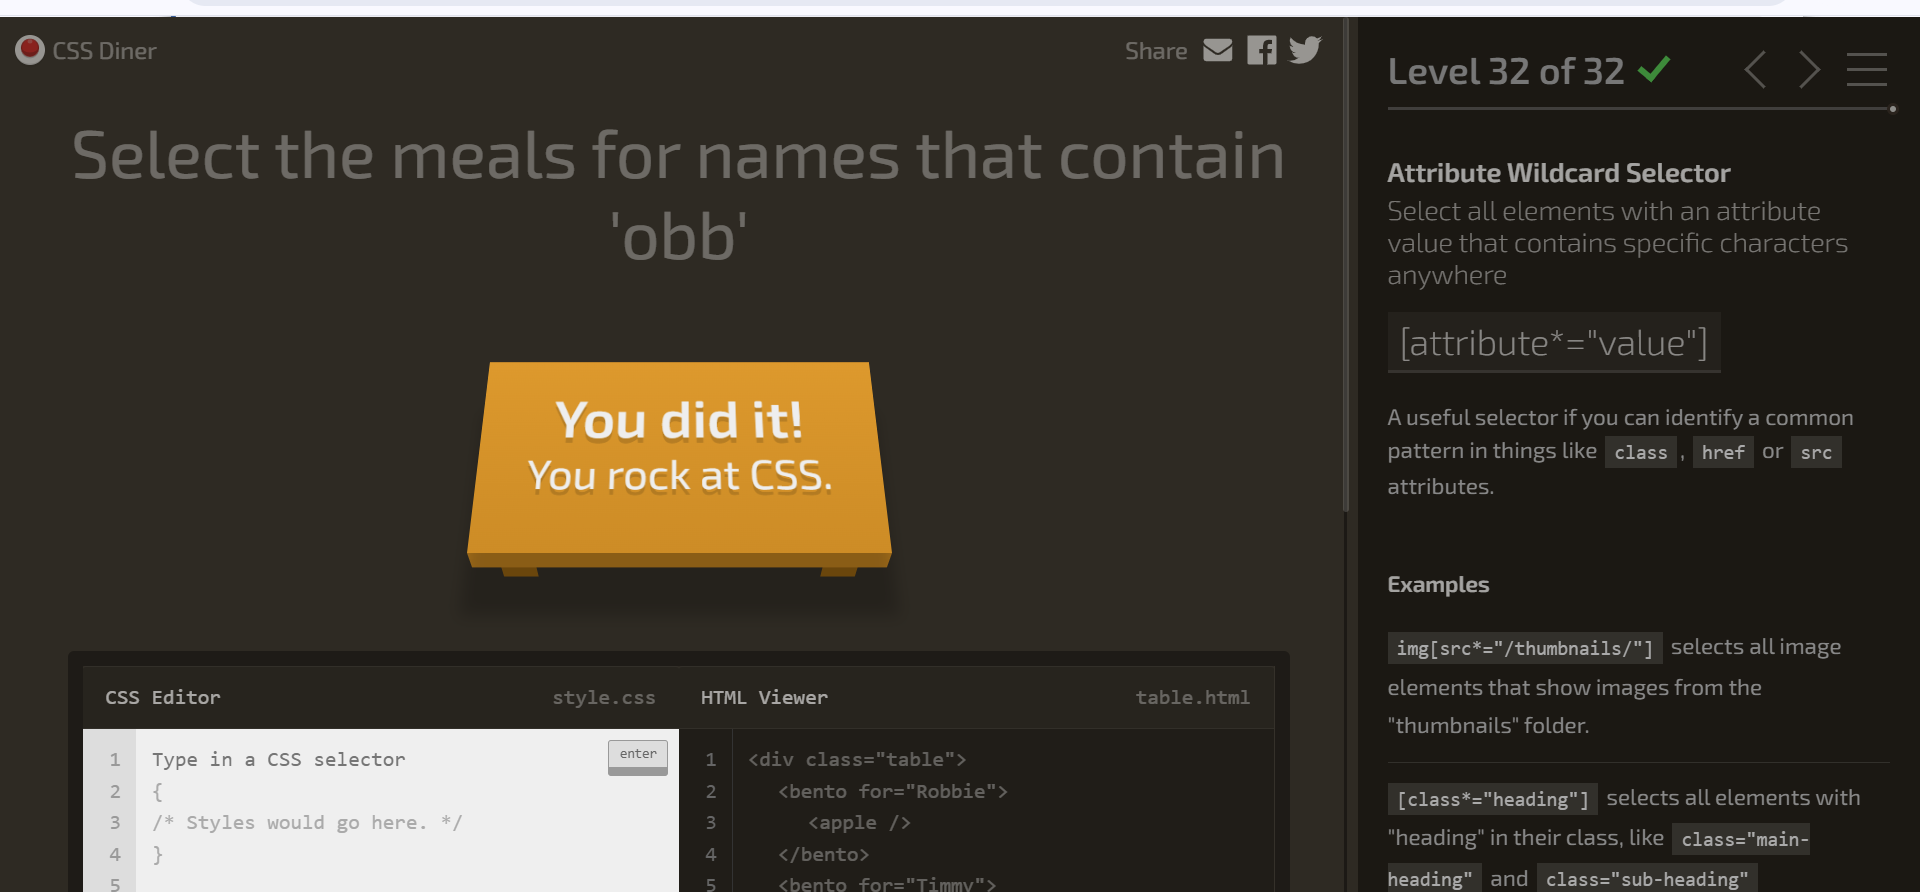 CSS Diner
Share
Select the meals for names that contain
'obb'
You did it!
You rock at CSS.
CSS Editor
style.css
1 Type in a CSS selector
enter
2 {
3 /* Styles would go here. */
4 }
5
HTML Viewer
table.html
1 <div class="table">
2 <bento for="Robbie">
3 <apple />
4 </bento>
5 <bento for="Timmy">
Level 32 of 32
Attribute Wildcard Selector
Select all elements with an attribute
value that contains specific characters
anywhere
[attribute*="value"]
A useful selector if you can identify a common
pattern in things like class , href or src
attributes.
Examples
img[src*="/thumbnails/"] selects all image
elements that show images from the
"thumbnails" folder.
[class*="heading"] selects all elements with
"heading" in their class, like class="main-
heading" and class="sub-heading"